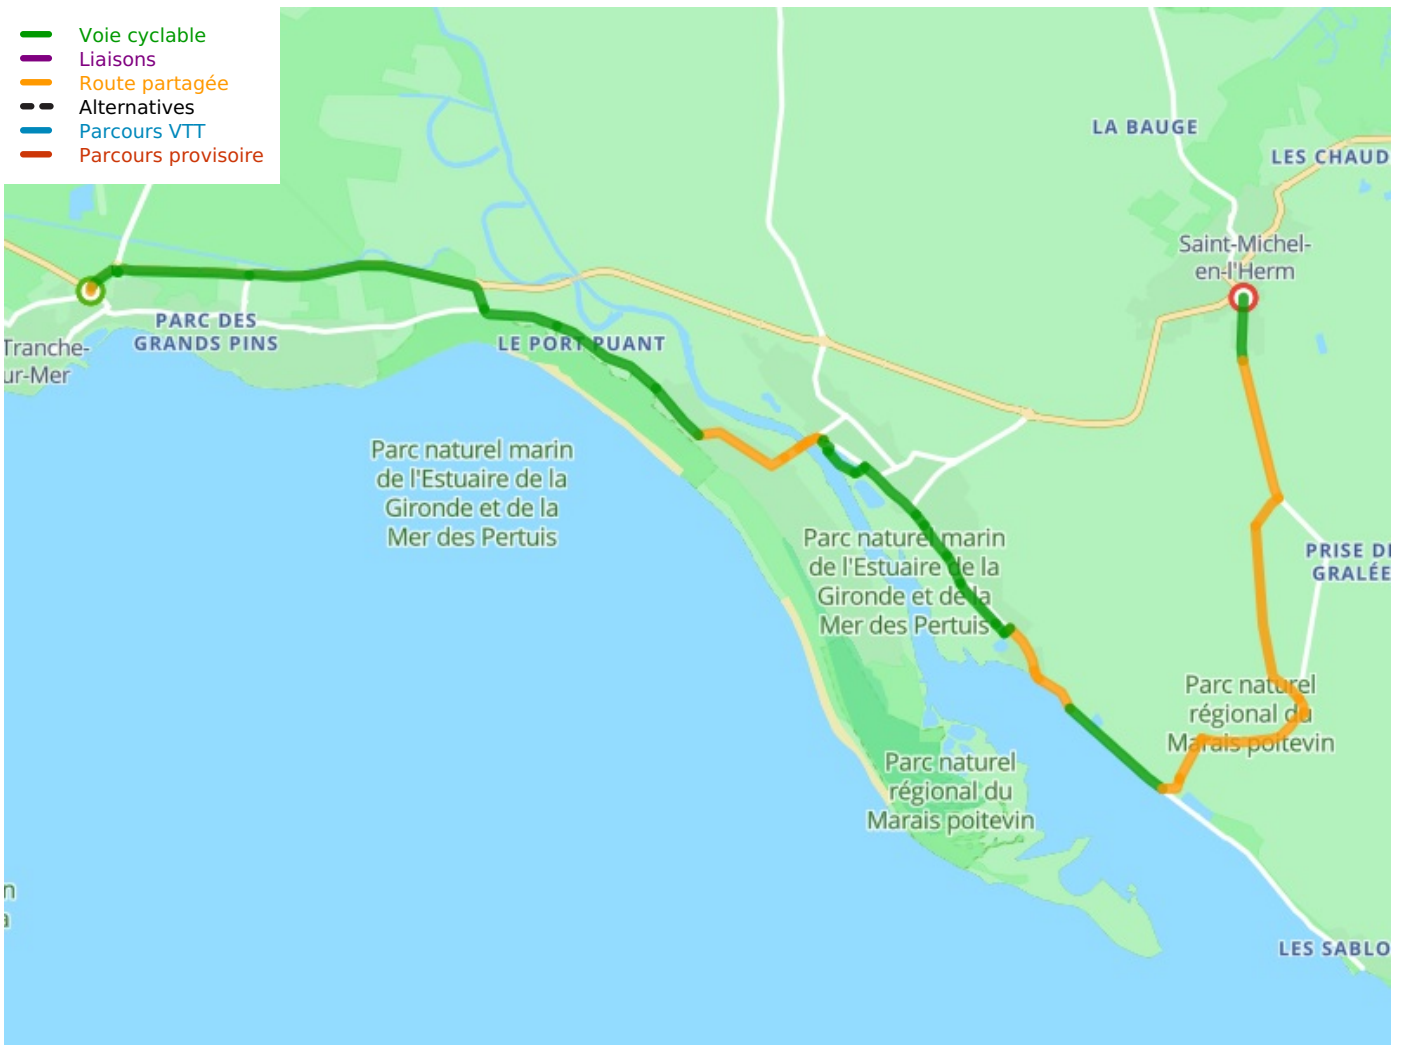 Voie cyclable
Liaisons
Route partagée
Alternatives
Parcours VTT
Parcours provisoire
LA BAUGE
LES CHAUD
Saint-Michel-
en-l'Herm
PARC DES
GRANDS PINS
Tranche-
ur-Mer
LE PORT PUANT
Parc naturel marin
de l'Estuaire de la
Gironde et de la
Mer des Pertuis
Parc naturel marin
de l'Estuaire de la
Gironde et de la
Mer des Pertuis
PRISE DE
GRALÉE
Parc naturel
régional du
Marais poitevin
Parc naturel
régional du
Marais poitevin
n
a
LES SABLO